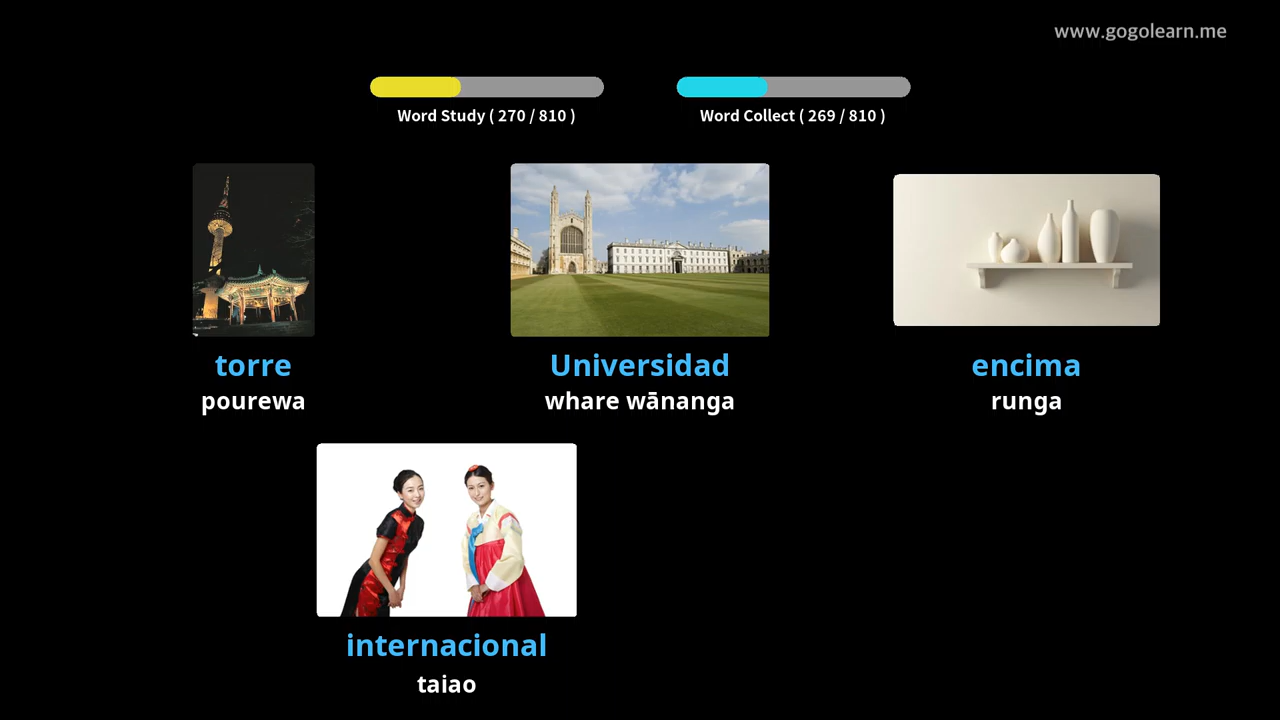 www.gogolearn.me
Word Study ( 270 / 810 )
Word Collect ( 269 / 810 )
torre
pourewa
Universidad
whare wānanga
encima
runga
internacional
taiao